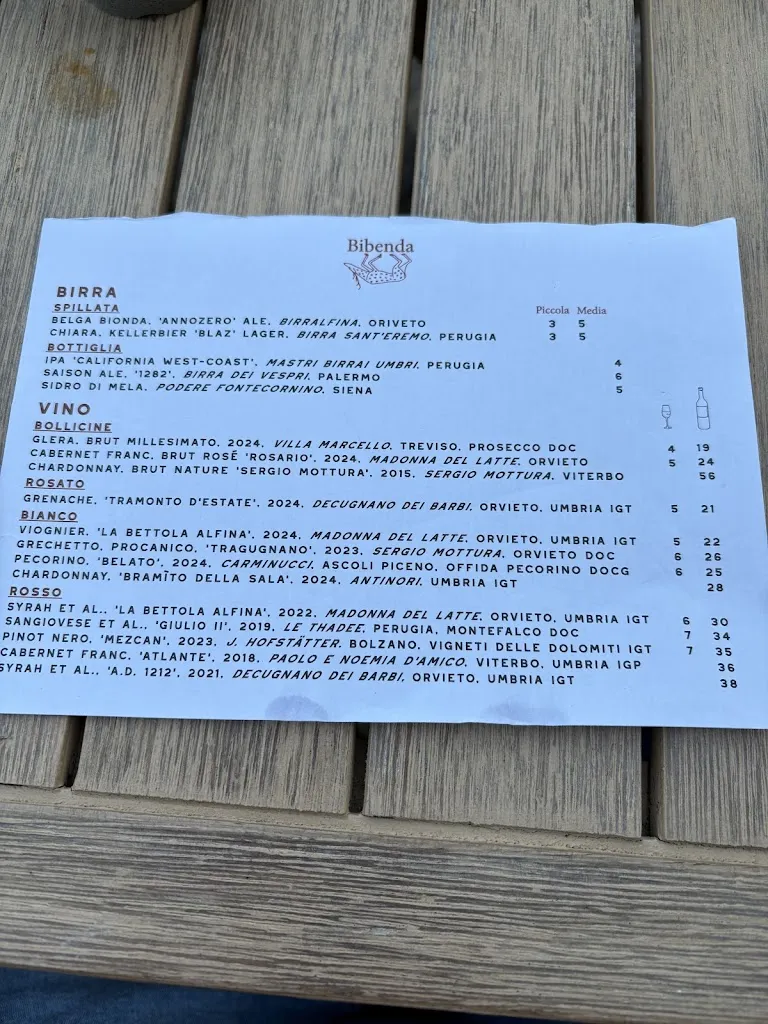 Bibenda
BIRRA
SPILLATA Piccola Media
BELGA BIONDA, 'ANNOZERO' ALE, BIRRALFINA, ORIVETO 3 5
CHIARA, KELLERBIER 'BLAZ' LAGER, BIRRA SANT'EREMO, PERUGIA 3 5
BOTTIGLIA
IPA 'CALIFORNIA WEST-COAST', MASTRI BIRRAI UMBRI, PERUGIA 4
SAISON ALE, '1282', BIRRA DEI VESPRI, PALERMO 6
SIDRO DI MELA, PODERE FONTECORNINO, SIENA 5
VINO
BOLLICINE
GLERA, BRUT MILLESIMATO, 2024, VILLA MARCELLO, TREVISO, PROSECCO DOC 4 19
CABERNET FRANC, BRUT ROSÉ 'ROSARIO', 2024, MADONNA DEL LATTE, ORVIETO 5 24
CHARDONNAY, BRUT NATURE 'SERGIO MOTTURA', 2015, SERGIO MOTTURA, VITERBO 56
ROSATO
GRENACHE, 'TRAMONTO D'ESTATE', 2024, DECUGNANO DEI BARBI, ORVIETO, UMBRIA IGT 5 21
BIANCO
VIOGNIER, 'LA BETTOLA ALFINA', 2024, MADONNA DEL LATTE, ORVIETO, UMBRIA IGT 5 22
GRECHETTO, PROCANICO, 'TRAGUGNANO', 2023, SERGIO MOTTURA, ORVIETO DOC 6 26
PECORINO, 'BELATO', 2024, CARMINUCCI, ASCOLI PICENO, OFFIDA PECORINO DOCG 6 25
CHARDONNAY, 'BRAMÌTO DELLA SALA', 2024, ANTINORI, UMBRIA IGT 28
ROSSO
SYRAH ET AL., 'LA BETTOLA ALFINA', 2022, MADONNA DEL LATTE, ORVIETO, UMBRIA IGT 6 30
SANGIOVESE ET AL., 'GIULIO II', 2019, LE THADEE, PERUGIA, MONTEFALCO DOC 7 34
PINOT NERO, 'MEZCAN', 2023, J. HOFSTÄTTER, BOLZANO, VIGNETI DELLE DOLOMITI IGT 7 35
CABERNET FRANC, 'ATLANTE', 2018, PAOLO E NOEMIA D'AMICO, VITERBO, UMBRIA IGP 36
SYRAH ET AL., 'A.D. 1212', 2021, DECUGNANO DEI BARBI, ORVIETO, UMBRIA IGT 38